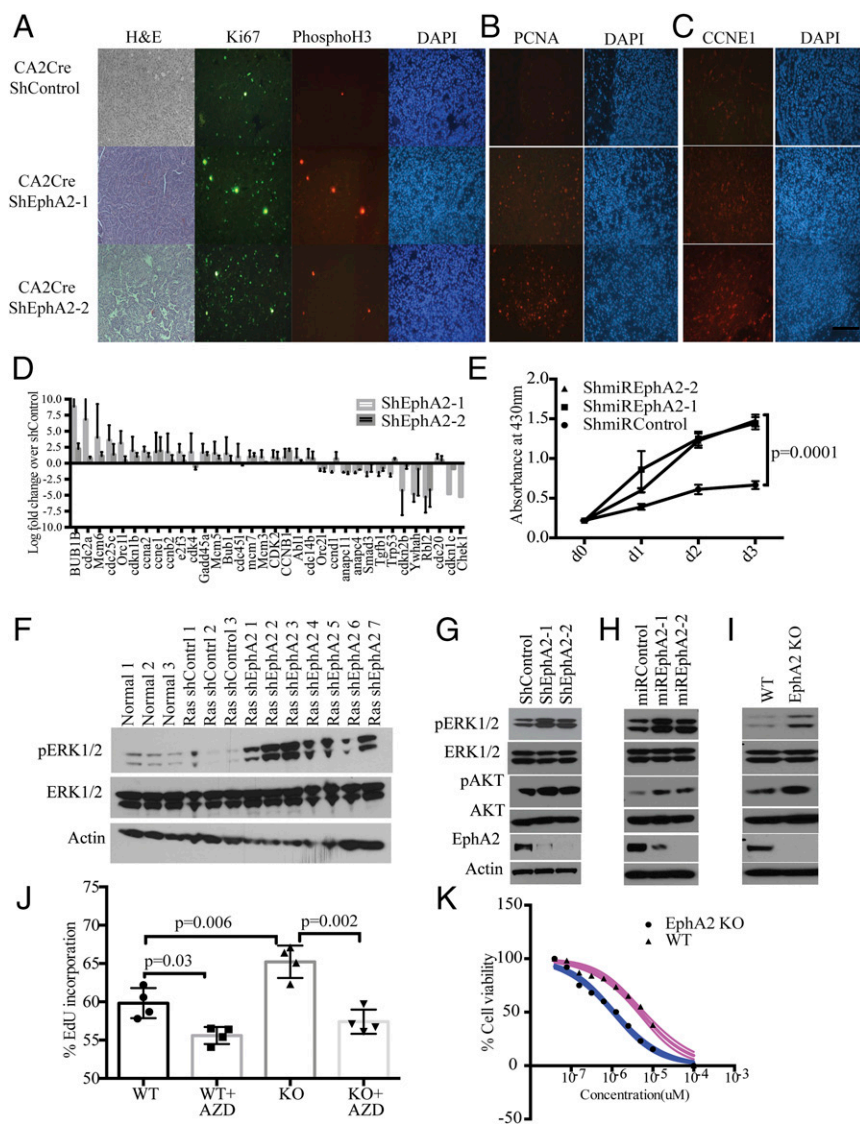 A
H&E
Ki67
PhosphoH3
DAPI
B
PCNA
DAPI
C
CCNE1
DAPI
CA2Cre
ShControl
CA2Cre
ShEphA2-1
CA2Cre
ShEphA2-2
D
Log fold change over shControl
10.0
7.5
5.0
2.5
0.0
-2.5
-5.0
-7.5
-10.0
ShEphA2-1
ShEphA2-2
BUB1B
cdc2a
Mcm6
cdc25c
Orc1l
cdkn1b
ccna2
ccne1
ccnb2
e2f3
cdk4
Gadd45a
Mcm5
Bub1
cdc45l
mcm7
Mcm3
CDK2
CCNB1
Abl1
cdc14b
Orc2l
ccnd1
anapc11
anapc4
Smad3
Tgfb1
Trp53
cdkn2b
Ywhab
Rbl2
cdc20
cdkn1c
Chek1
E
Absorbance at 430nm
2.0
1.5
1.0
0.5
0.0
ShmiREphA2-2
ShmiREphA2-1
ShmiRControl
p=0.0001
d0
d1
d2
d3
F
Normal 1
Normal 2
Normal 3
Ras shContrl 1
Ras shContrl 2
Ras shControl 3
Ras shEphA2 1
Ras shEphA2 2
Ras shEphA2 3
Ras shEphA2 4
Ras shEphA2 5
Ras shEphA2 6
Ras shEphA2 7
pERK1/2
ERK1/2
Actin
G
ShControl
ShEphA2-1
ShEphA2-2
H
miRControl
miREphA2-1
miREphA2-2
I
WT
EphA2 KO
pERK1/2
ERK1/2
pAKT
AKT
EphA2
Actin
J
% EdU incorporation
75
70
65
60
55
50
p=0.006
p=0.002
p=0.03
WT
WT+
AZD
KO
KO+
AZD
K
EphA2 KO
WT
% Cell viability
150
100
50
0
-50
10-7
10-6
10-5
10-4
10-3
Concentration(uM)